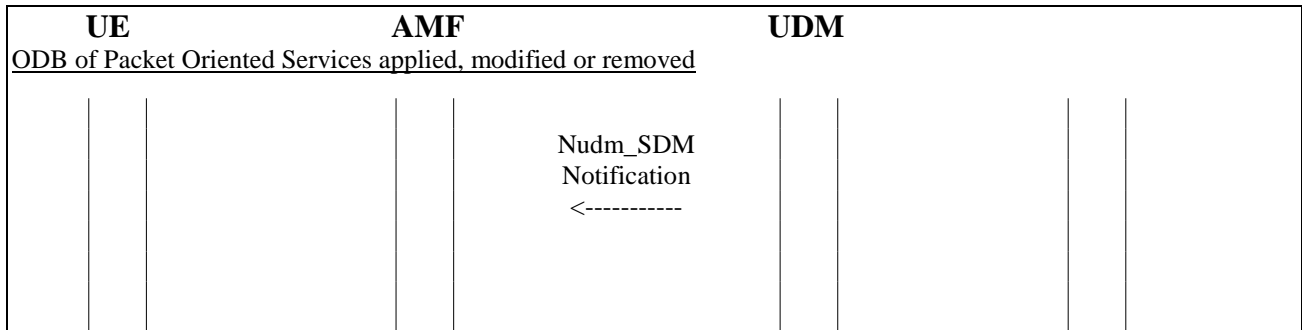 UE AMF UDM
ODB of Packet Oriented Services applied, modified or removed
Nudm_SDM
Notification
<-----------